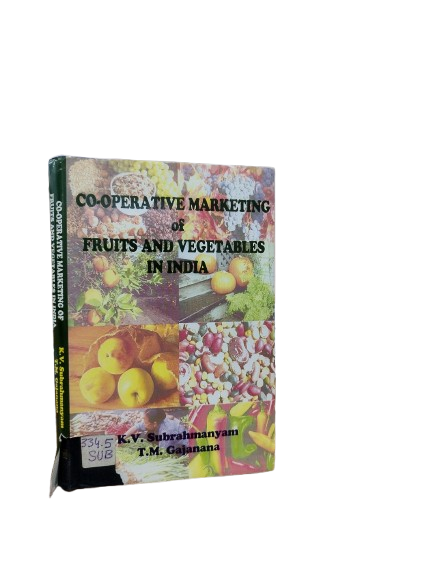 CO-OPERATIVE MARKETING
of
FRUITS AND VEGETABLES
IN INDIA
K.V. Subrahmanyam
T.M. Gajanana
334.5
SUB
CO-OPERATIVE MARKETING OF
FRUITS AND VEGETABLES IN INDIA
K.V. Subrahmanyam
T.M. Gajanana